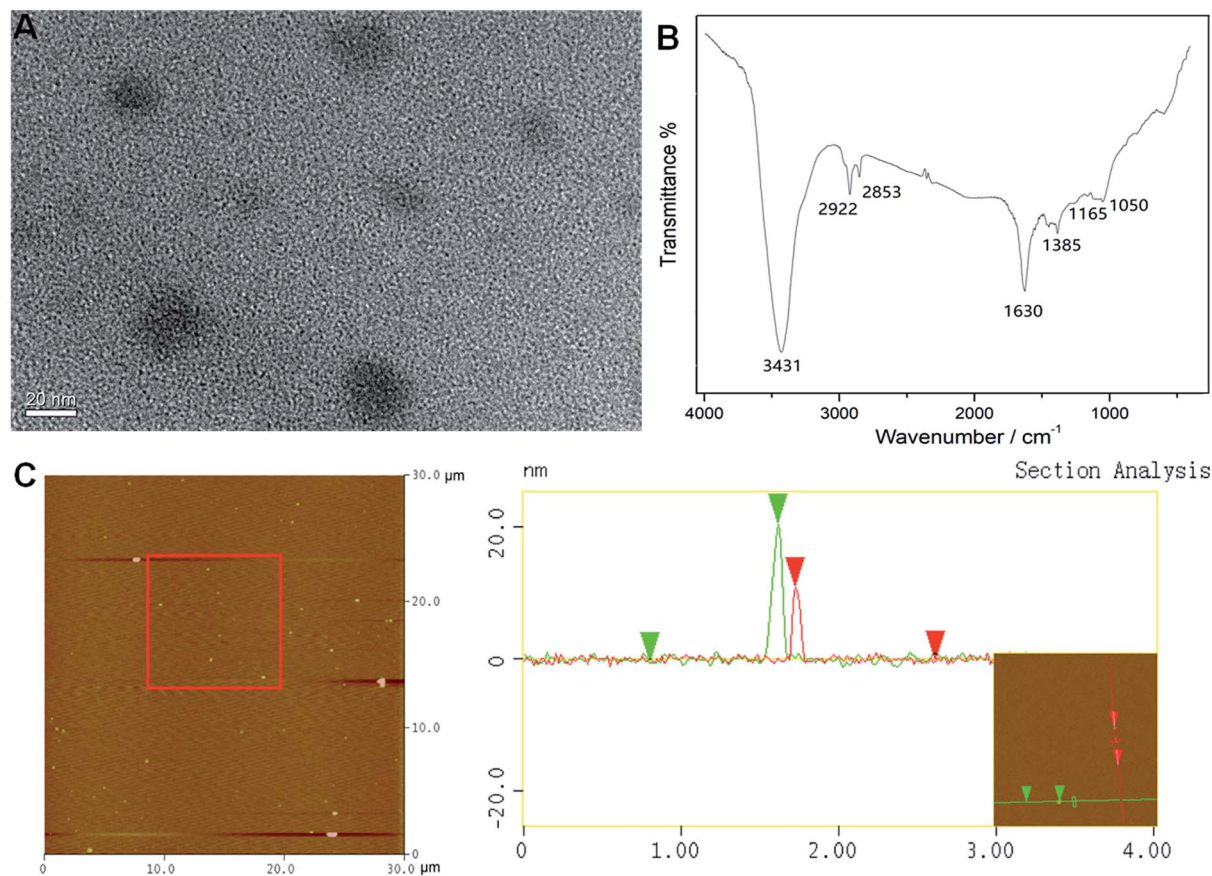 A
20 nm
B
Transmittance %
3431
2922
2853
1630
1385
1165
1050
4000
3000
2000
1000
Wavenumber / cm-1
C
30.0 μm
20.0
10.0
0
0
10.0
20.0
30.0
μm
nm
Section Analysis
20.0
0
-20.0
0
1.00
2.00
3.00
4.00